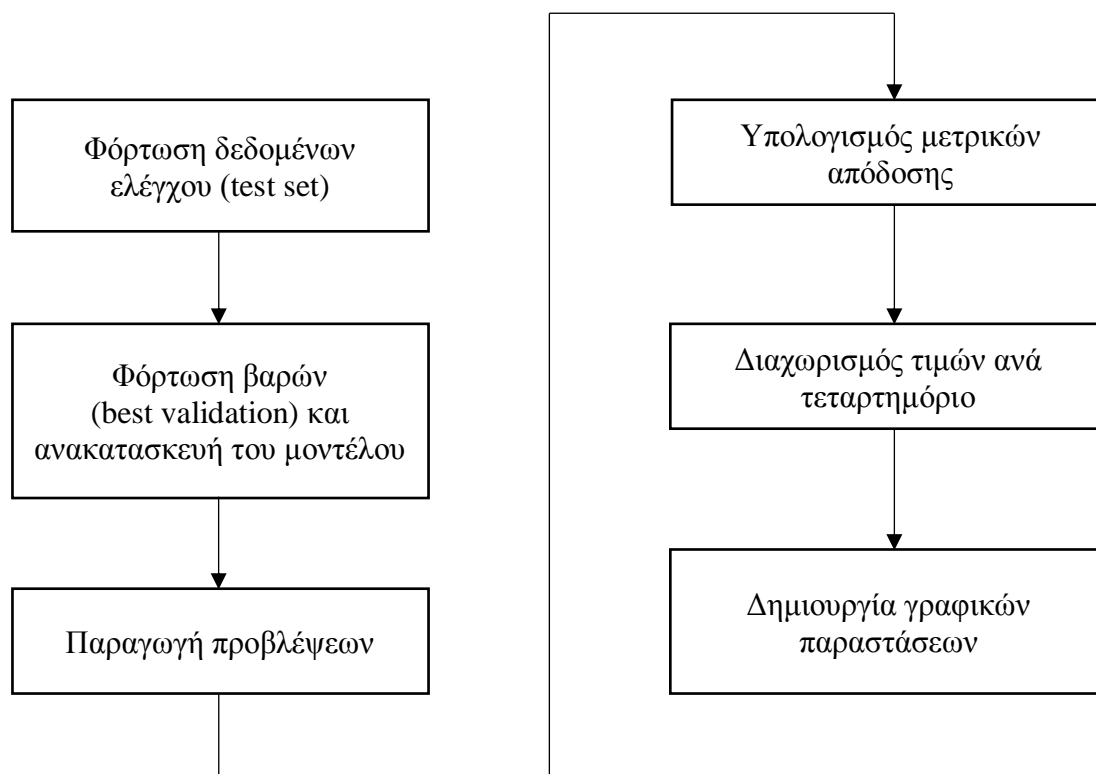 Φόρτωση δεδομένων
ελέγχου (test set)
Φόρτωση βαρών
(best validation) και
ανακατασκευή του μοντέλου
Παραγωγή προβλέψεων
Υπολογισμός μετρικών
απόδοσης
Διαχωρισμός τιμών ανά
τεταρτημόριο
Δημιουργία γραφικών
παραστάσεων